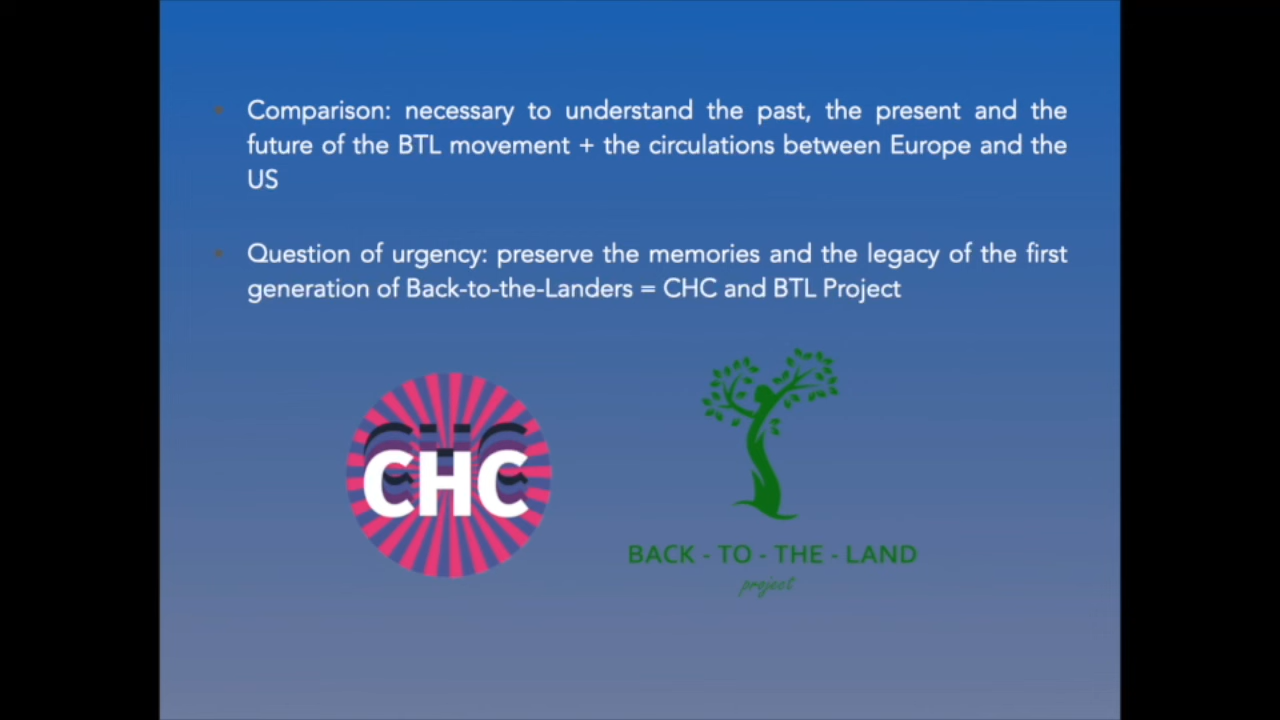 Comparison: necessary to understand the past, the present and the
future of the BTL movement + the circulations between Europe and the
US
Question of urgency: preserve the memories and the legacy of the first
generation of Back-to-the-Landers = CHC and BTL Project
CHC
BACK - TO - THE - LAND
project